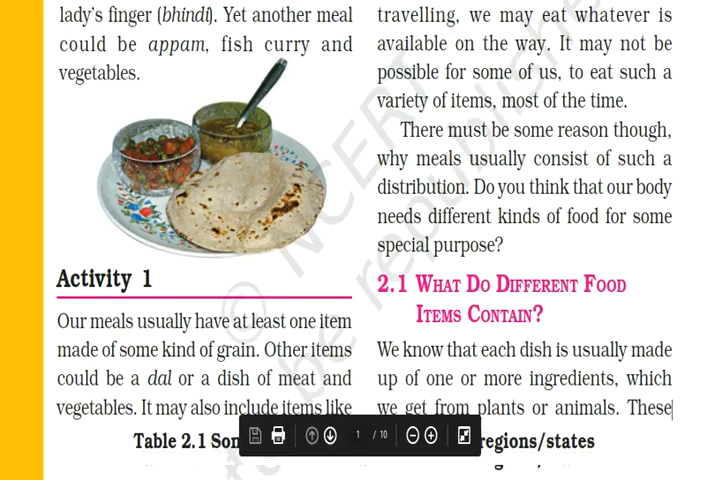 lady's finger (bhindi). Yet another meal
could be appam, fish curry and
vegetables.
Activity 1
Our meals usually have at least one item
made of some kind of grain. Other items
could be a dal or a dish of meat and
vegetables. It may also include items like
travelling, we may eat whatever is
available on the way. It may not be
possible for some of us, to eat such a
variety of items, most of the time.
There must be some reason though,
why meals usually consist of such a
distribution. Do you think that our body
needs different kinds of food for some
special purpose?
2.1 WHAT DO DIFFERENT FOOD
ITEMS CONTAIN?
We know that each dish is usually made
up of one or more ingredients, which
we get from plants or animals. These
Table 2.1 regions/states
1 / 10
© NCERT
be republished